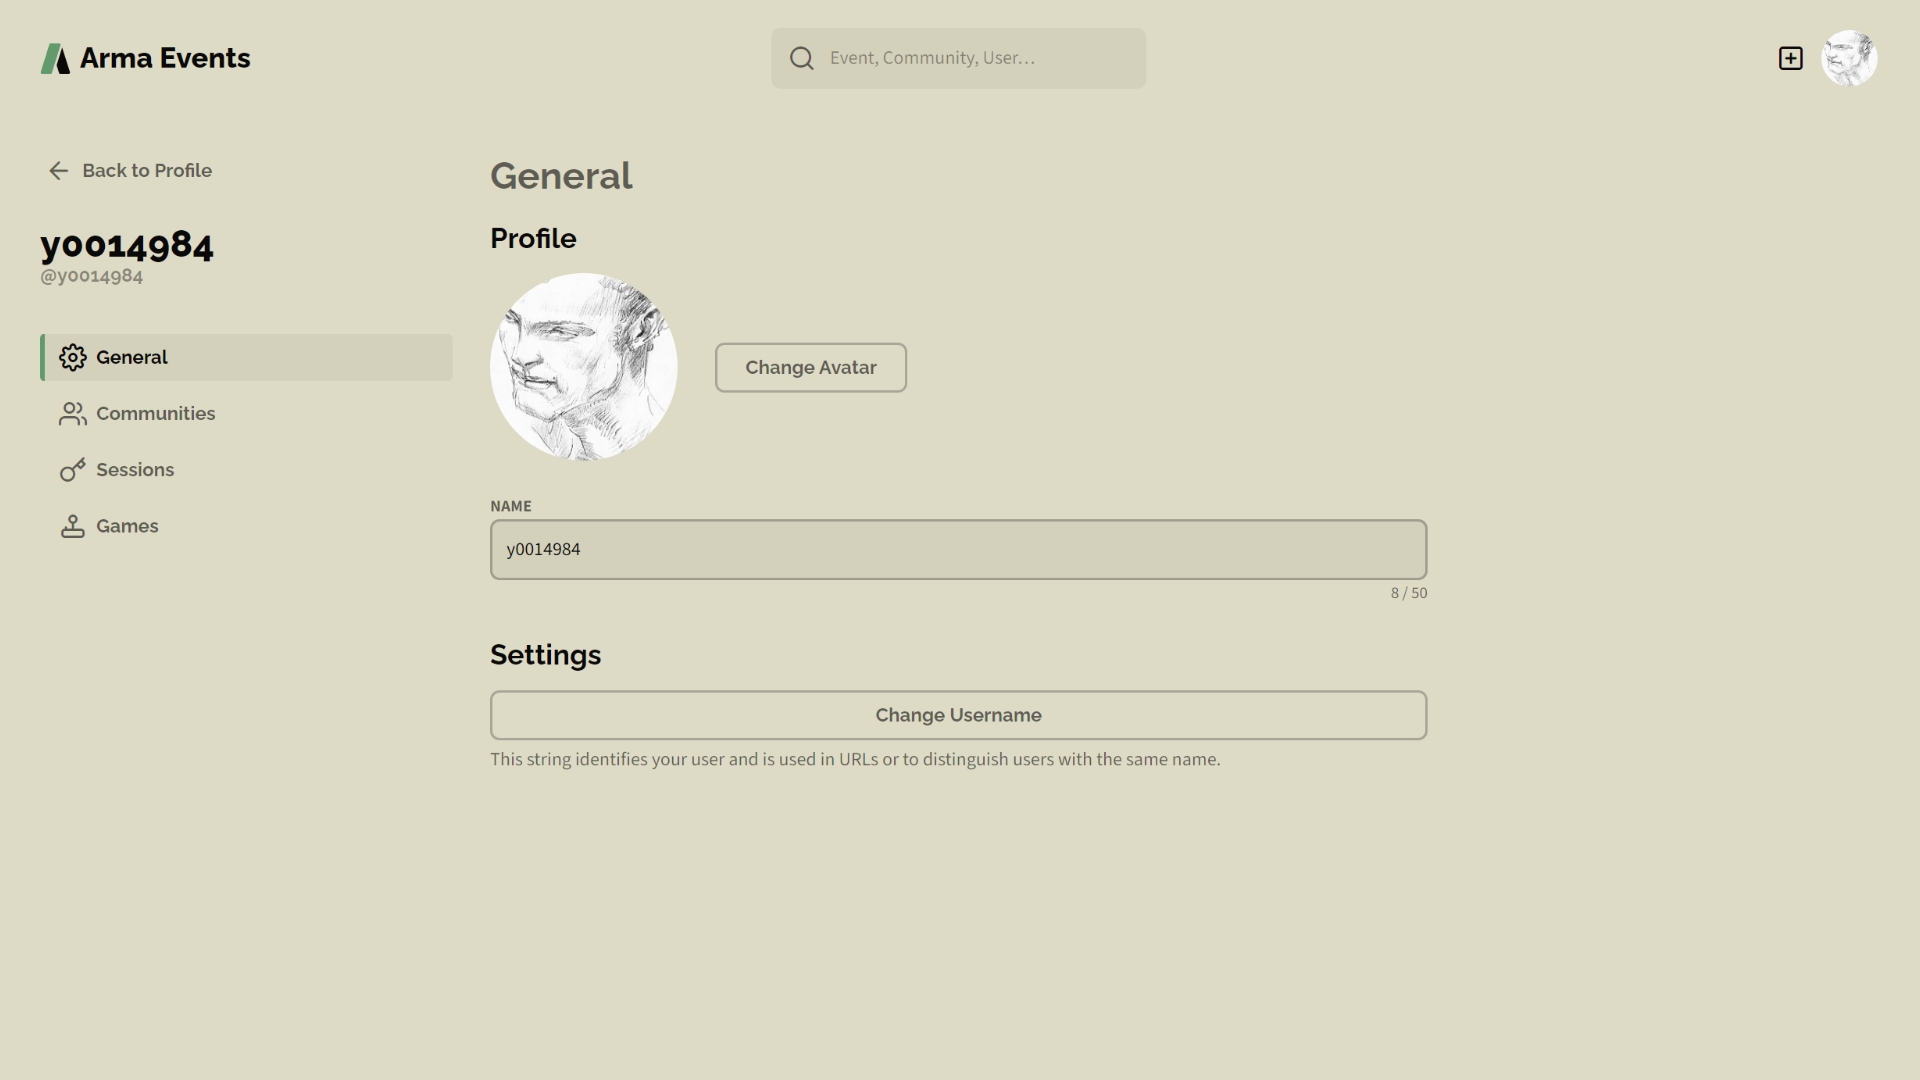 Arma Events
Event, Community, User…
Back to Profile
y0014984
@y0014984
General
Communities
Sessions
Games
General
Profile
Change Avatar
NAME
y0014984
8 / 50
Settings
Change Username
This string identifies your user and is used in URLs or to distinguish users with the same name.